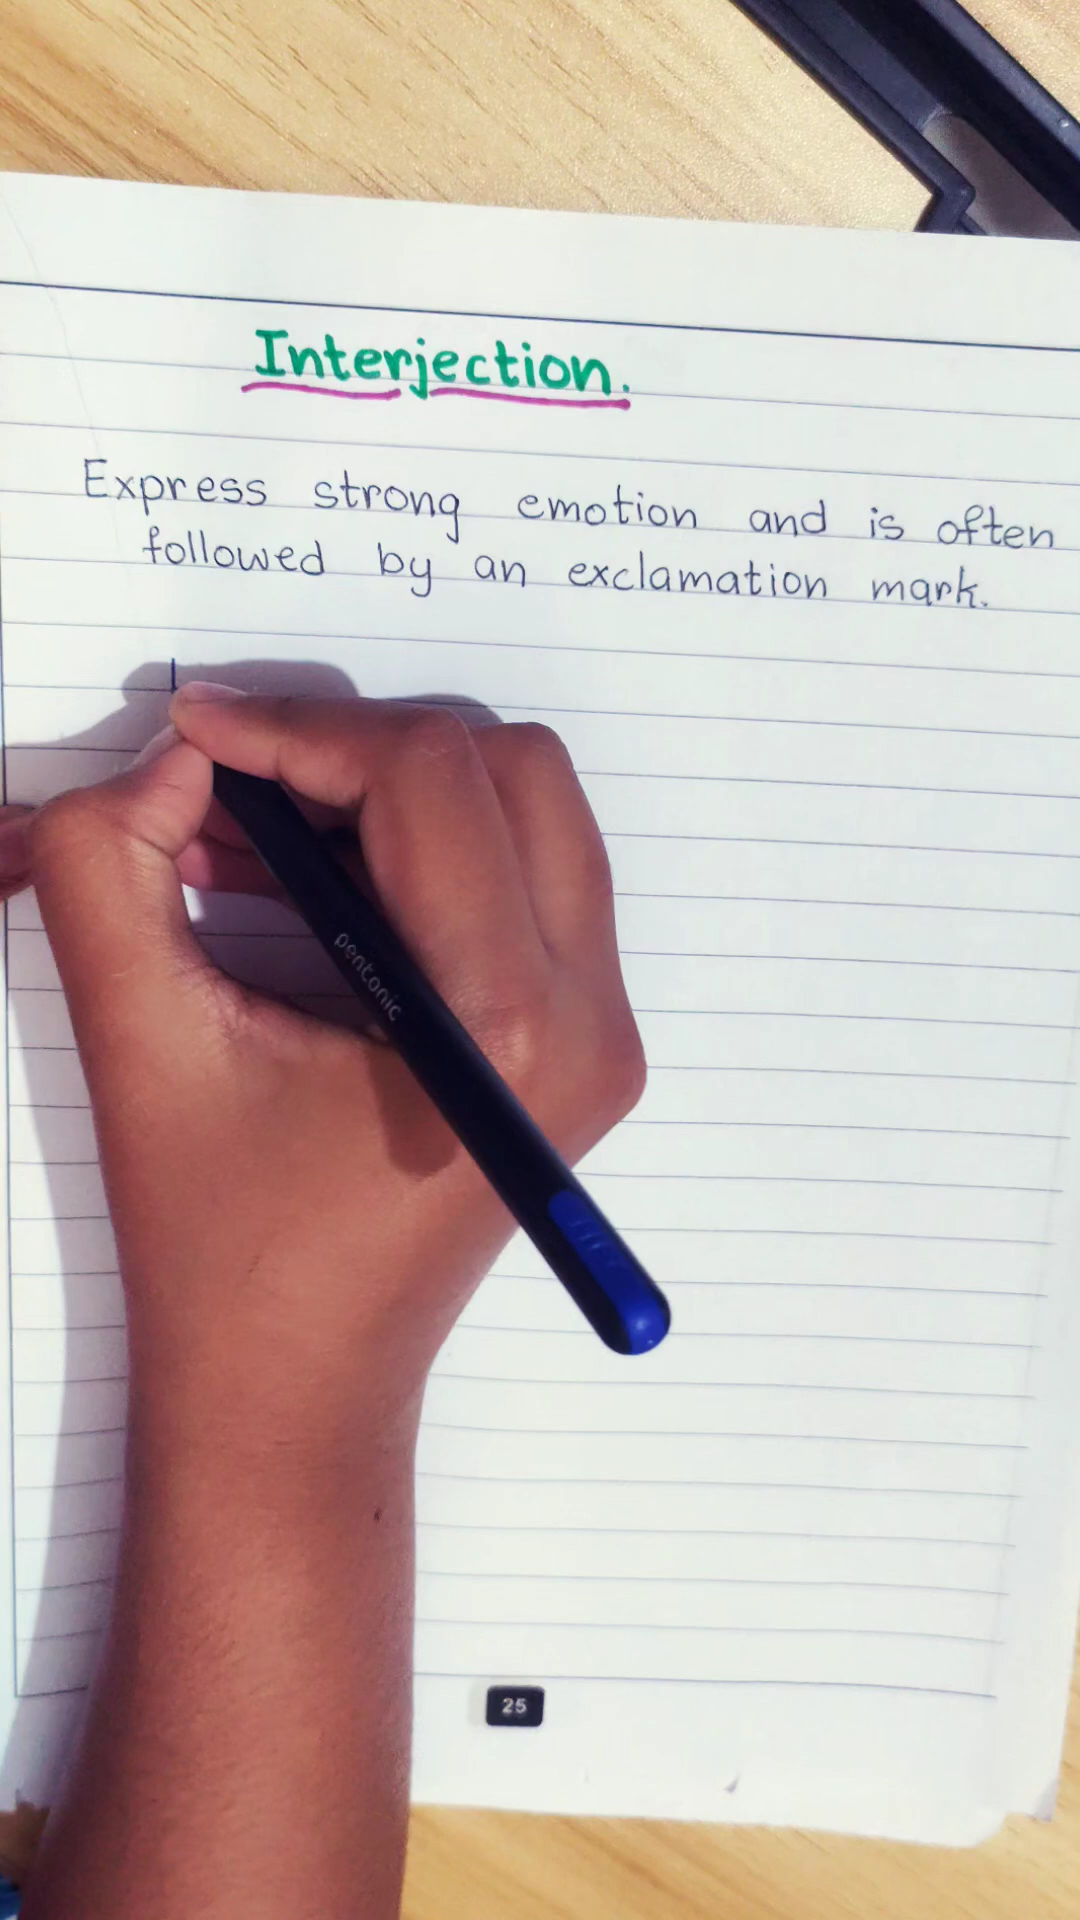 Interjection.
Express strong emotion and is often
followed by an exclamation mark.
pentonic
25